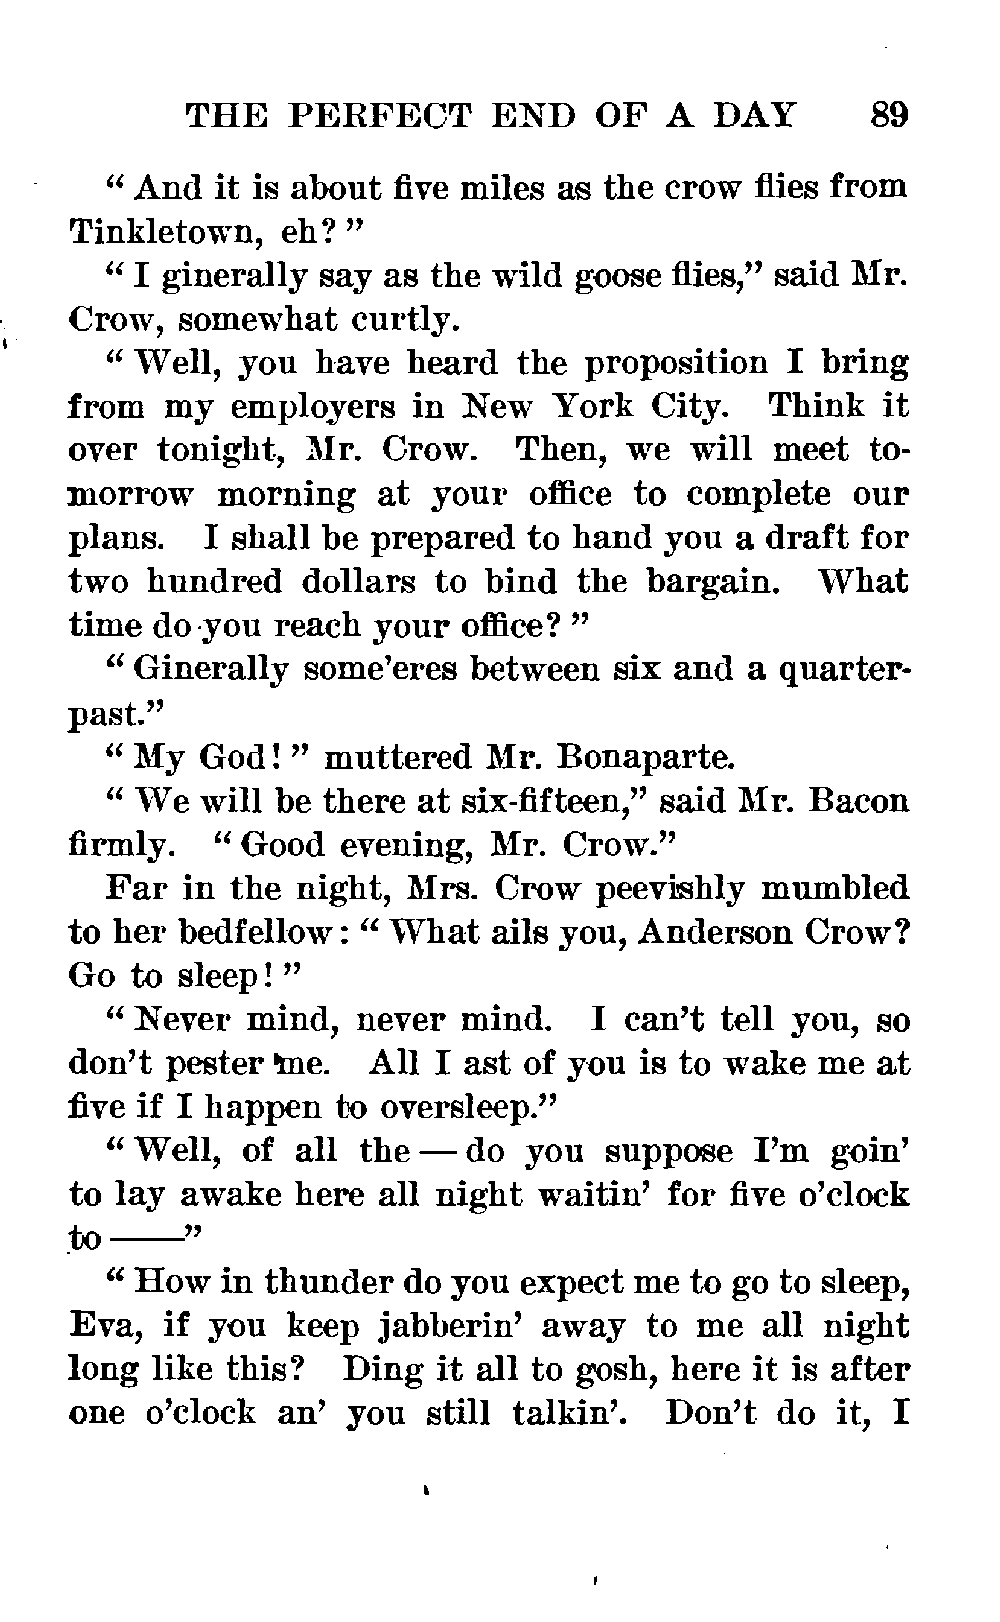 THE PERFECT END OF A DAY 89
" And it is about five miles as the crow flies from
Tinkletown, eh? "
" I ginerally say as the wild goose flies," said Mr.
Crow, somewhat curtly.
" Well, you have heard the proposition I bring
from my employers in New York City. Think it
over tonight, Mr. Crow. Then, we will meet to-
morrow morning at your office to complete our
plans. I shall be prepared to hand you a draft for
two hundred dollars to bind the bargain. What
time do you reach your office? "
" Ginerally some'eres between six and a quarter-
past."
" My God! " muttered Mr. Bonaparte.
" We will be there at six-fifteen," said Mr. Bacon
firmly. " Good evening, Mr. Crow."
Far in the night, Mrs. Crow peevishly mumbled
to her bedfellow: " What ails you, Anderson Crow?
Go to sleep! "
" Never mind, never mind. I can't tell you, so
don't pester me. All I ast of you is to wake me at
five if I happen to oversleep."
" Well, of all the — do you suppose I'm goin'
to lay awake here all night waitin' for five o'clock
to ——"
" How in thunder do you expect me to go to sleep,
Eva, if you keep jabberin' away to me all night
long like this? Ding it all to gosh, here it is after
one o'clock an' you still talkin'. Don't do it, I